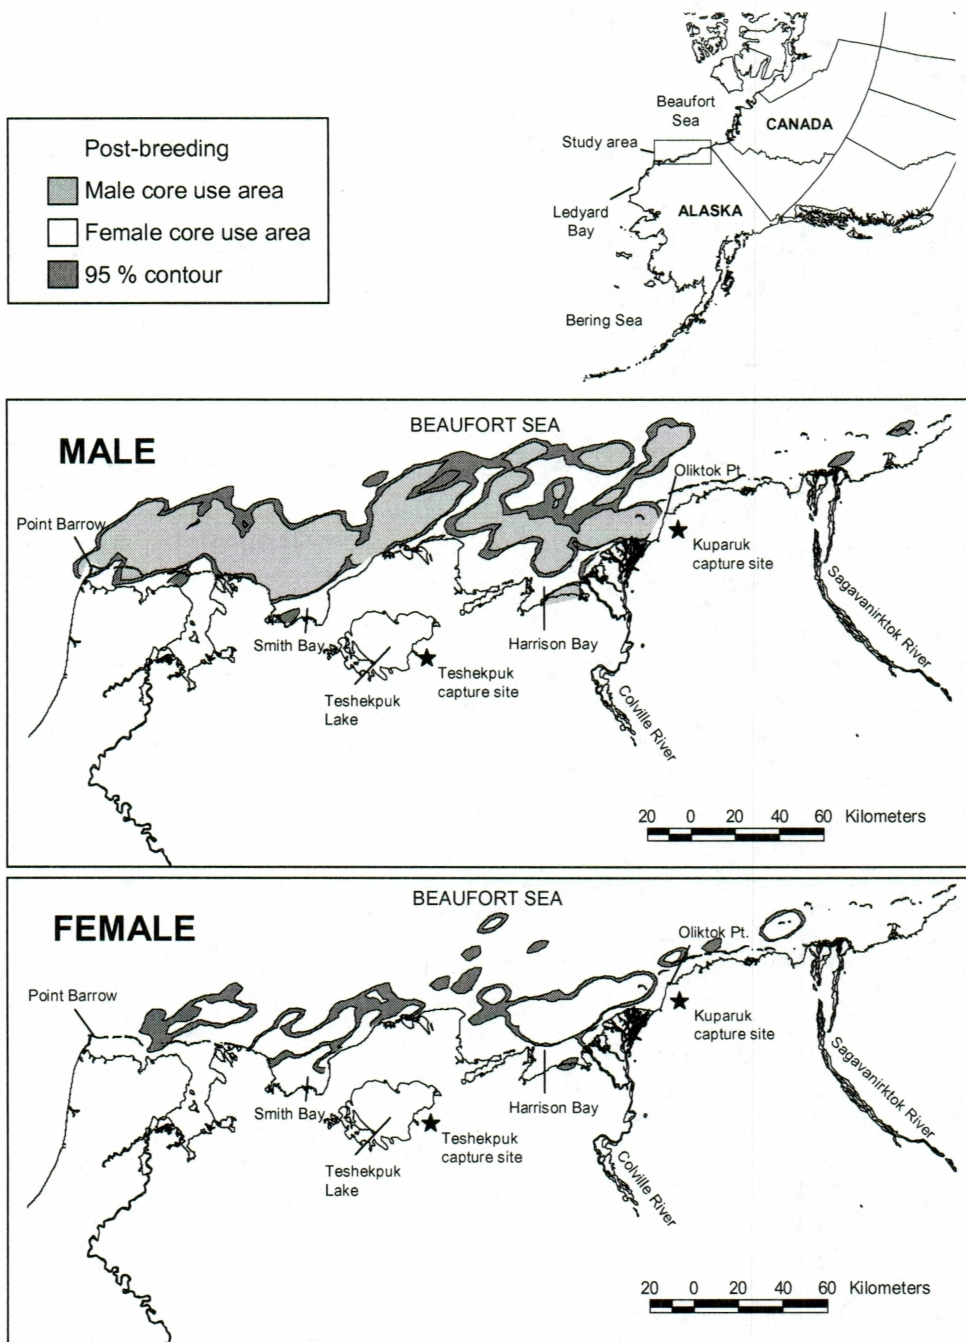 Beaufort
Sea
CANADA
Study area
Ledyard
Bay
ALASKA
Bering Sea
Post-breeding
Male core use area
Female core use area
95 % contour
BEAUFORT SEA
MALE
Oliktok Pt.
Point Barrow
Kuparuk
capture site
Sagavanirktok River
Smith Bay
Harrison Bay
Teshekpuk
capture site
Teshekpuk
Lake
Colville River
20 0 20 40 60 Kilometers
BEAUFORT SEA
FEMALE
Oliktok Pt.
Point Barrow
Kuparuk
capture site
Sagavanirktok River
Smith Bay
Harrison Bay
Teshekpuk
capture site
Teshekpuk
Lake
Colville River
20 0 20 40 60 Kilometers